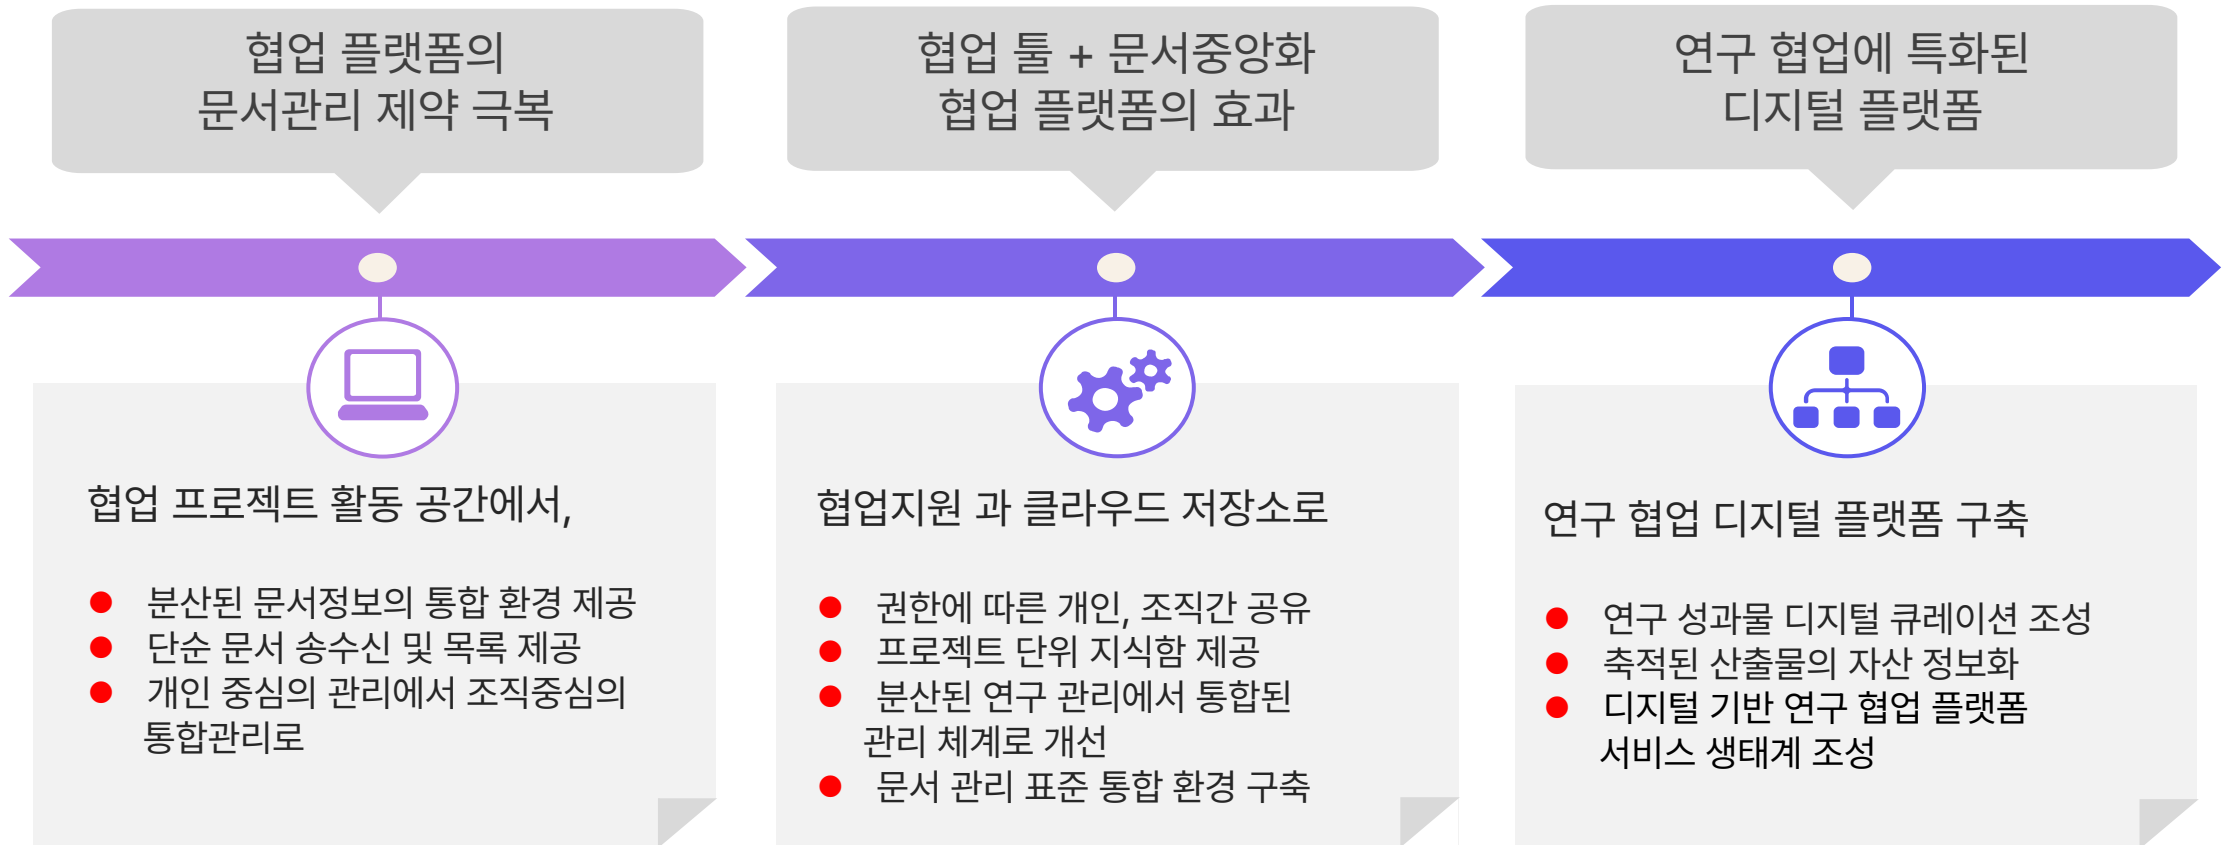 협업 플랫폼의
문서관리 제약 극복
협업 툴 + 문서중앙화
협업 플랫폼의 효과
연구 협업에 특화된
디지털 플랫폼
협업 프로젝트 활동 공간에서,
● 분산된 문서정보의 통합 환경 제공
● 단순 문서 송수신 및 목록 제공
● 개인 중심의 관리에서 조직중심의
통합관리로
협업지원 과 클라우드 저장소로
● 권한에 따른 개인, 조직간 공유
● 프로젝트 단위 지식함 제공
● 분산된 연구 관리에서 통합된
관리 체계로 개선
● 문서 관리 표준 통합 환경 구축
연구 협업 디지털 플랫폼 구축
● 연구 성과물 디지털 큐레이션 조성
● 축적된 산출물의 자산 정보화
● 디지털 기반 연구 협업 플랫폼
서비스 생태계 조성